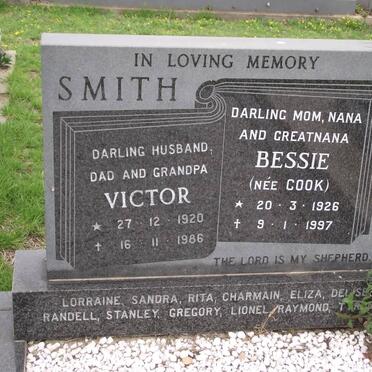 IN LOVING MEMORY
SMITH
DARLING HUSBAND,
DAD AND GRANDPA
VICTOR
* 27-12-1920
† 16-11-1986
DARLING MOM, NANA
AND GREATNANA
BESSIE
(NÉE COOK)
* 20-3-1926
† 9-1-1997
THE LORD IS MY SHEPHERD
LORRAINE, SANDRA, RITA, CHARMAIN, ELIZA,
RANDELL, STANLEY, GREGORY, LIONEL, RAYMOND,